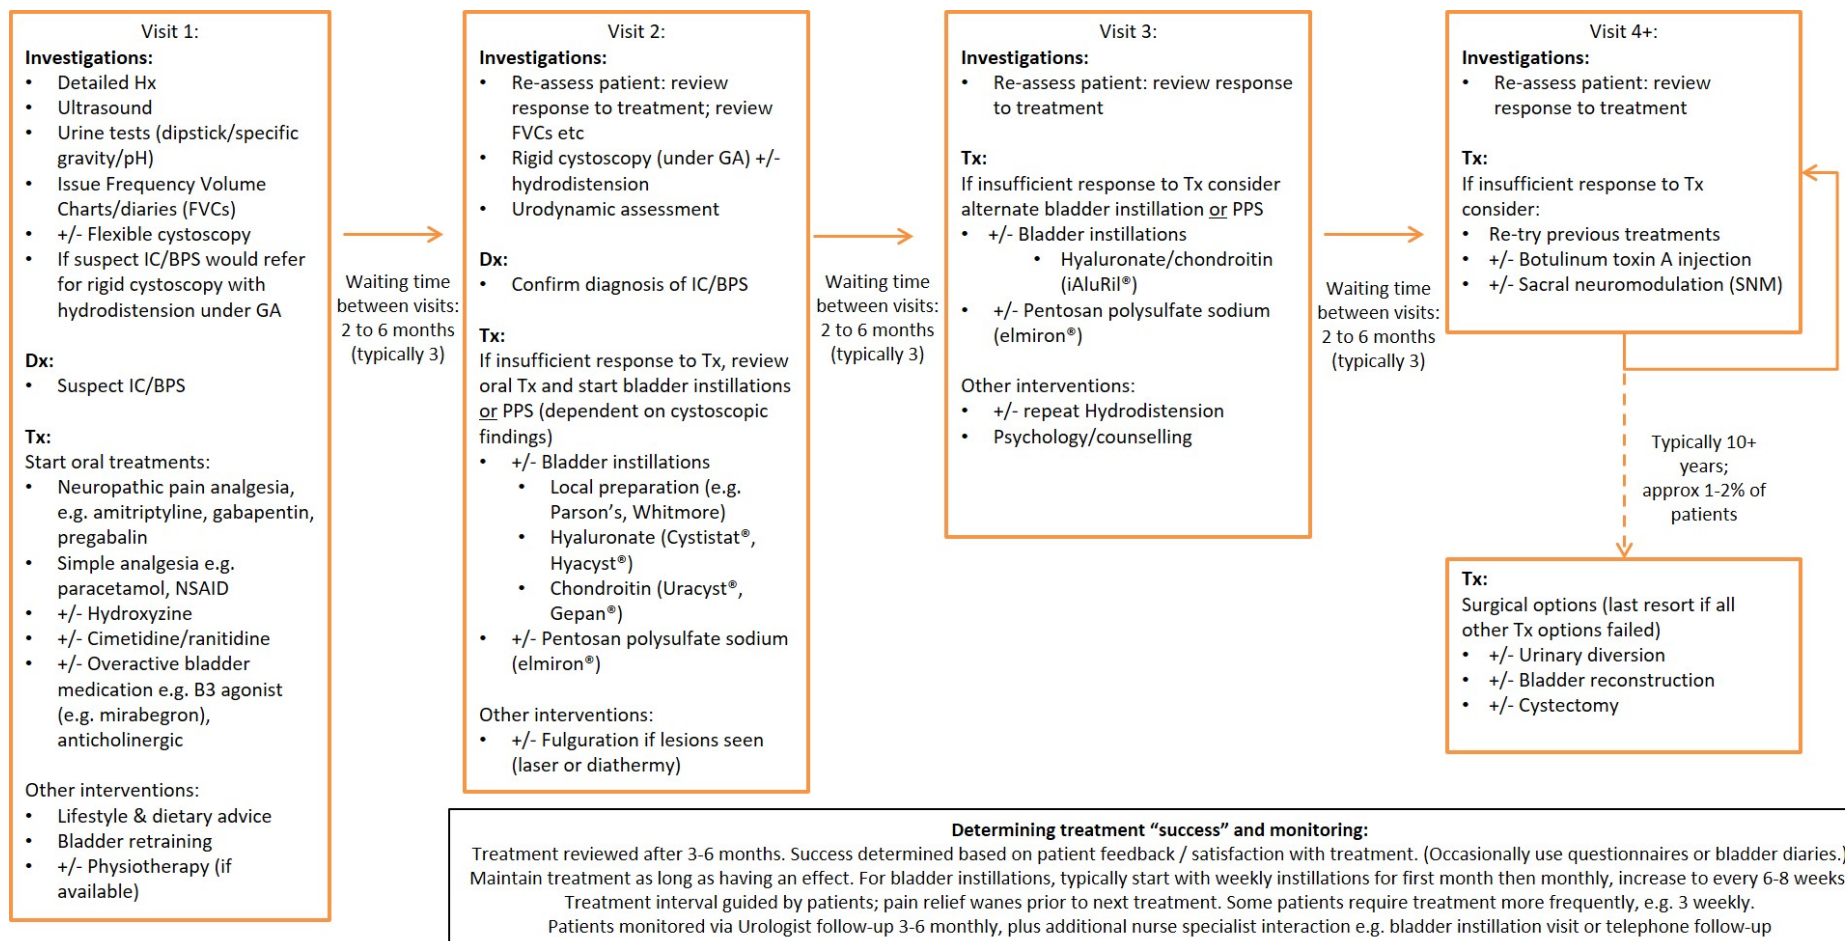 Visit 1:
Investigations:
• Detailed Hx
• Ultrasound
• Urine tests (dipstick/specific
gravity/pH)
• Issue Frequency Volume
Charts/diaries (FVCs)
• +/- Flexible cystoscopy
• If suspect IC/BPS would refer
for rigid cystoscopy with
hydrodistension under GA
Dx:
• Suspect IC/BPS
Tx:
Start oral treatments:
• Neuropathic pain analgesia,
e.g. amitriptyline, gabapentin,
pregabalin
• Simple analgesia e.g.
paracetamol, NSAID
• +/- Hydroxyzine
• +/- Cimetidine/ranitidine
• +/- Overactive bladder
medication e.g. B3 agonist
(e.g. mirabegron),
anticholinergic
Other interventions:
• Lifestyle & dietary advice
• Bladder retraining
• +/- Physiotherapy (if
available)
Waiting time
between visits:
2 to 6 months
(typically 3)
Visit 2:
Investigations:
• Re-assess patient: review
response to treatment; review
FVCs etc
• Rigid cystoscopy (under GA) +/-
hydrodistension
• Urodynamic assessment
Dx:
• Confirm diagnosis of IC/BPS
Tx:
If insufficient response to Tx, review
oral Tx and start bladder instillations
or PPS (dependent on cystoscopic
findings)
• +/- Bladder instillations
• Local preparation (e.g.
Parson’s, Whitmore)
• Hyaluronate (Cystistat®,
Hyacyst®)
• Chondroitin (Uracyst®,
Gepan®)
• +/- Pentosan polysulfate sodium
(elmiron®)
Other interventions:
• +/- Fulguration if lesions seen
(laser or diathermy)
Waiting time
between visits:
2 to 6 months
(typically 3)
Visit 3:
Investigations:
• Re-assess patient: review response
to treatment
Tx:
If insufficient response to Tx consider
alternate bladder instillation or PPS
• +/- Bladder instillations
• Hyaluronate/chondroitin
(iAluRil®)
• +/- Pentosan polysulfate sodium
(elmiron®)
Other interventions:
• +/- repeat Hydrodistension
• Psychology/counselling
Waiting time
between visits:
2 to 6 months
(typically 3)
Visit 4+:
Investigations:
• Re-assess patient: review
response to treatment
Tx:
If insufficient response to Tx
consider:
• Re-try previous treatments
• +/- Botulinum toxin A injection
• +/- Sacral neuromodulation (SNM)
Typically 10+
years;
approx 1-2% of
patients
Tx:
Surgical options (last resort if all
other Tx options failed)
• +/- Urinary diversion
• +/- Bladder reconstruction
• +/- Cystectomy
Determining treatment “success” and monitoring:
Treatment reviewed after 3-6 months. Success determined based on patient feedback / satisfaction with treatment. (Occasionally use questionnaires or bladder diaries.)
Maintain treatment as long as having an effect. For bladder instillations, typically start with weekly instillations for first month then monthly, increase to every 6-8 weeks
Treatment interval guided by patients; pain relief wanes prior to next treatment. Some patients require treatment more frequently, e.g. 3 weekly.
Patients monitored via Urologist follow-up 3-6 monthly, plus additional nurse specialist interaction e.g. bladder instillation visit or telephone follow-up